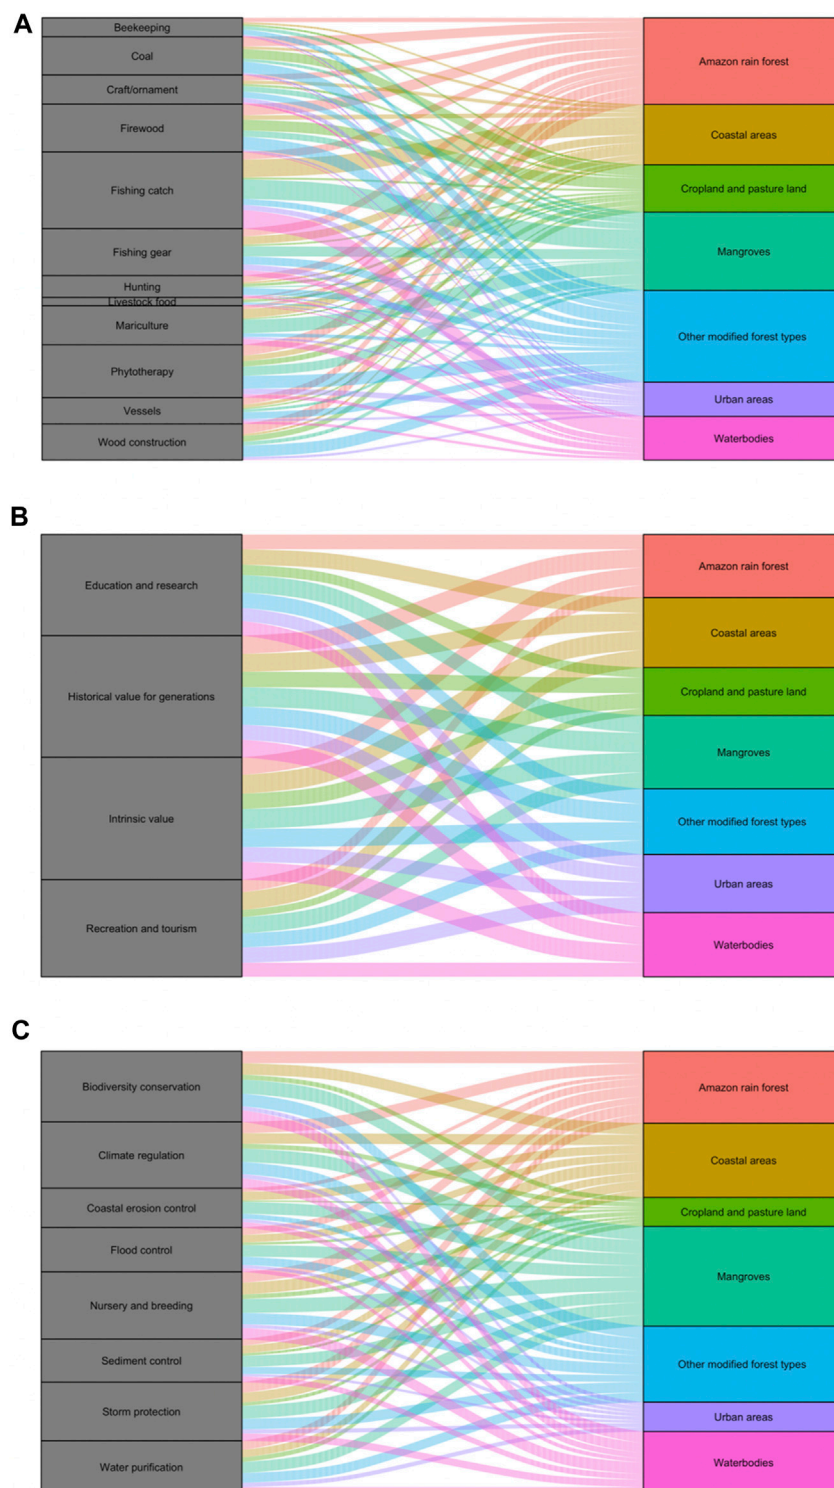 A
Beekeeping
Coal
Craft/ornament
Firewood
Fishing catch
Fishing gear
Hunting
Livestock food
Mariculture
Phytotherapy
Vessels
Wood construction
Amazon rain forest
Coastal areas
Cropland and pasture land
Mangroves
Other modified forest types
Urban areas
Waterbodies
B
Education and research
Historical value for generations
Intrinsic value
Recreation and tourism
Amazon rain forest
Coastal areas
Cropland and pasture land
Mangroves
Other modified forest types
Urban areas
Waterbodies
C
Biodiversity conservation
Climate regulation
Coastal erosion control
Flood control
Nursery and breeding
Sediment control
Storm protection
Water purification
Amazon rain forest
Coastal areas
Cropland and pasture land
Mangroves
Other modified forest types
Urban areas
Waterbodies